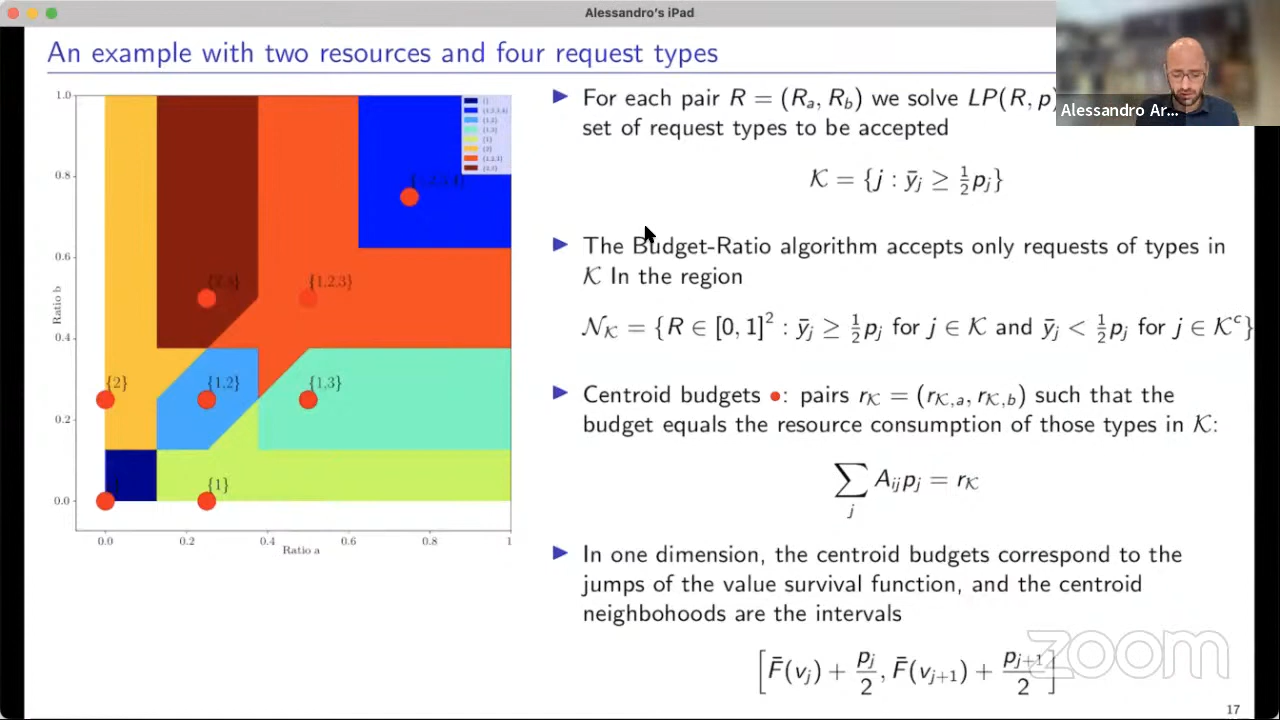 Alessandro's iPad
An example with two resources and four request types
Alessandro Ar...
1.0
0.8
0.6
0.4
0.2
0.0
Ratio b
0.0
0.2
0.4
0.6
0.8
1
Ratio a
{1,2,3}
{2}
{1,2}
{1,3}
{1}
▶ For each pair R = (R_a, R_b) we solve LP(R, p)
set of request types to be accepted
𝒦 = {j : ȳ_j ≥ ½p_j}
▶ The Budget-Ratio algorithm accepts only requests of types in
𝒦 In the region
𝒩_𝒦 = {R ∈ [0, 1]² : ȳ_j ≥ ½p_j for j ∈ 𝒦 and ȳ_j < ½p_j for j ∈ 𝒦^c}
▶ Centroid budgets •: pairs r_𝒦 = (r_𝒦,a, r_𝒦,b) such that the
budget equals the resource consumption of those types in 𝒦:
∑_j A_ij p_j = r_𝒦
▶ In one dimension, the centroid budgets correspond to the
jumps of the value survival function, and the centroid
neighbohoods are the intervals
[F̄(v_j) + p_j/2, F̄(v_j+1) + p_j+1/2]
zoom
17